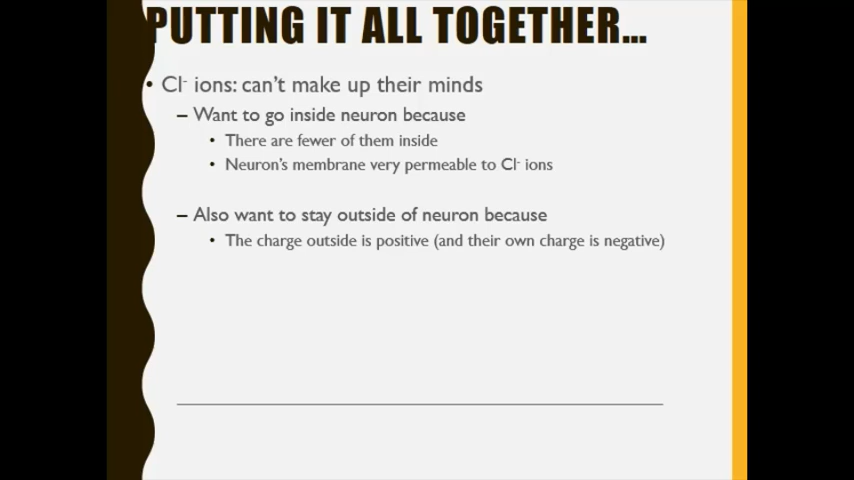 PUTTING IT ALL TOGETHER...
• Cl- ions: can't make up their minds
– Want to go inside neuron because
• There are fewer of them inside
• Neuron's membrane very permeable to Cl- ions
– Also want to stay outside of neuron because
• The charge outside is positive (and their own charge is negative)